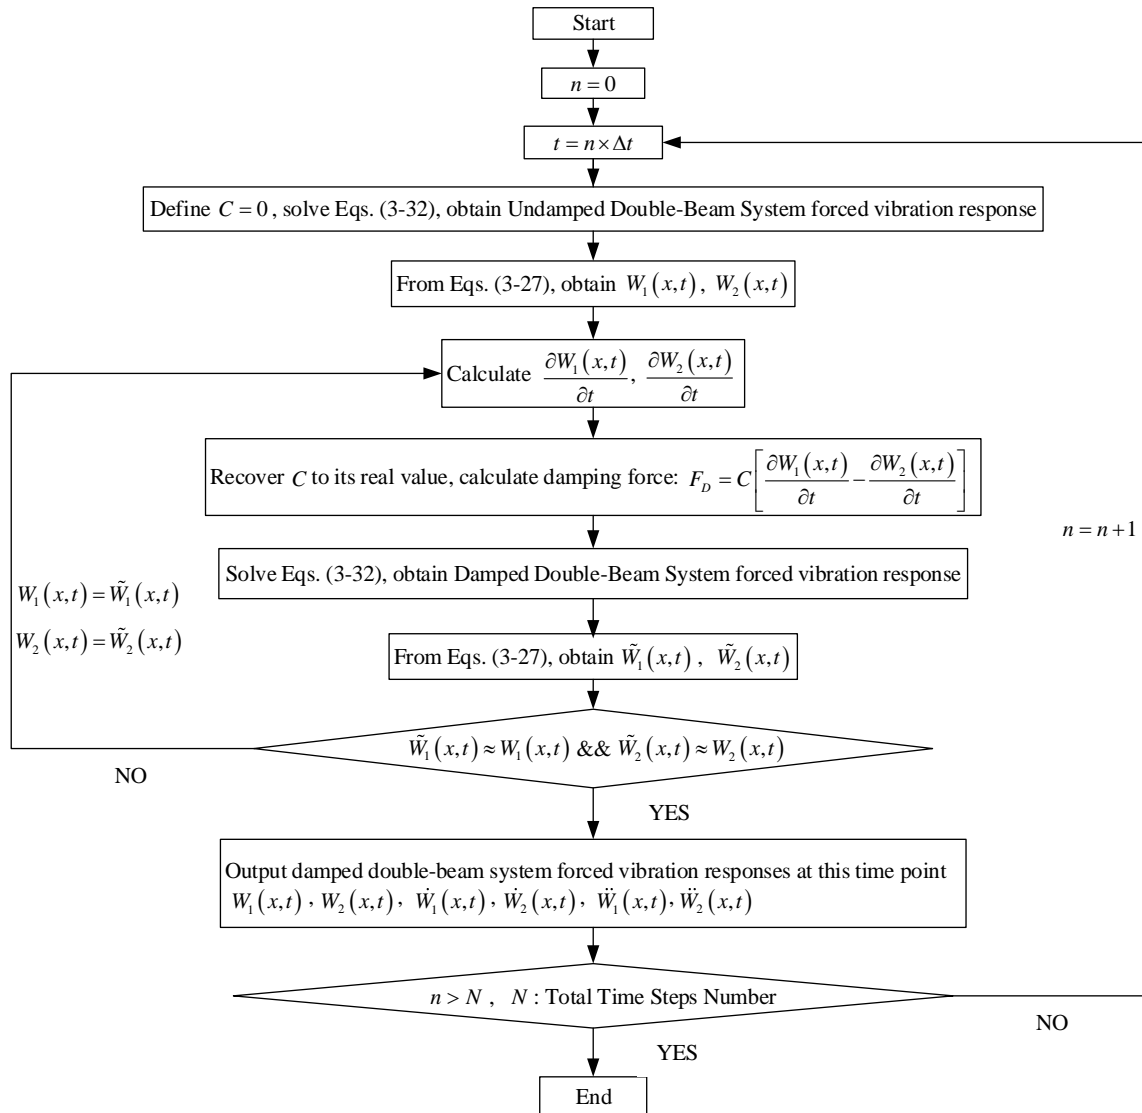 Start
n = 0
t = n × Δt
Define C = 0 , solve Eqs. (3-32), obtain Undamped Double-Beam System forced vibration response
From Eqs. (3-27), obtain W₁(x,t) , W₂(x,t)
Calculate ∂W₁(x,t)/∂t, ∂W₂(x,t)/∂t
Recover C to its real value, calculate damping force: F_D = C[∂W₁(x,t)/∂t − ∂W₂(x,t)/∂t]
n = n + 1
Solve Eqs. (3-32), obtain Damped Double-Beam System forced vibration response
W₁(x,t) = W̃₁(x,t)
W₂(x,t) = W̃₂(x,t)
From Eqs. (3-27), obtain W̃₁(x,t) , W̃₂(x,t)
W̃₁(x,t) ≈ W₁(x,t) && W̃₂(x,t) ≈ W₂(x,t)
NO
YES
Output damped double-beam system forced vibration responses at this time point
W₁(x,t) , W₂(x,t) , Ẇ₁(x,t) , Ẇ₂(x,t) , Ẅ₁(x,t) , Ẅ₂(x,t)
n > N , N : Total Time Steps Number
NO
YES
End